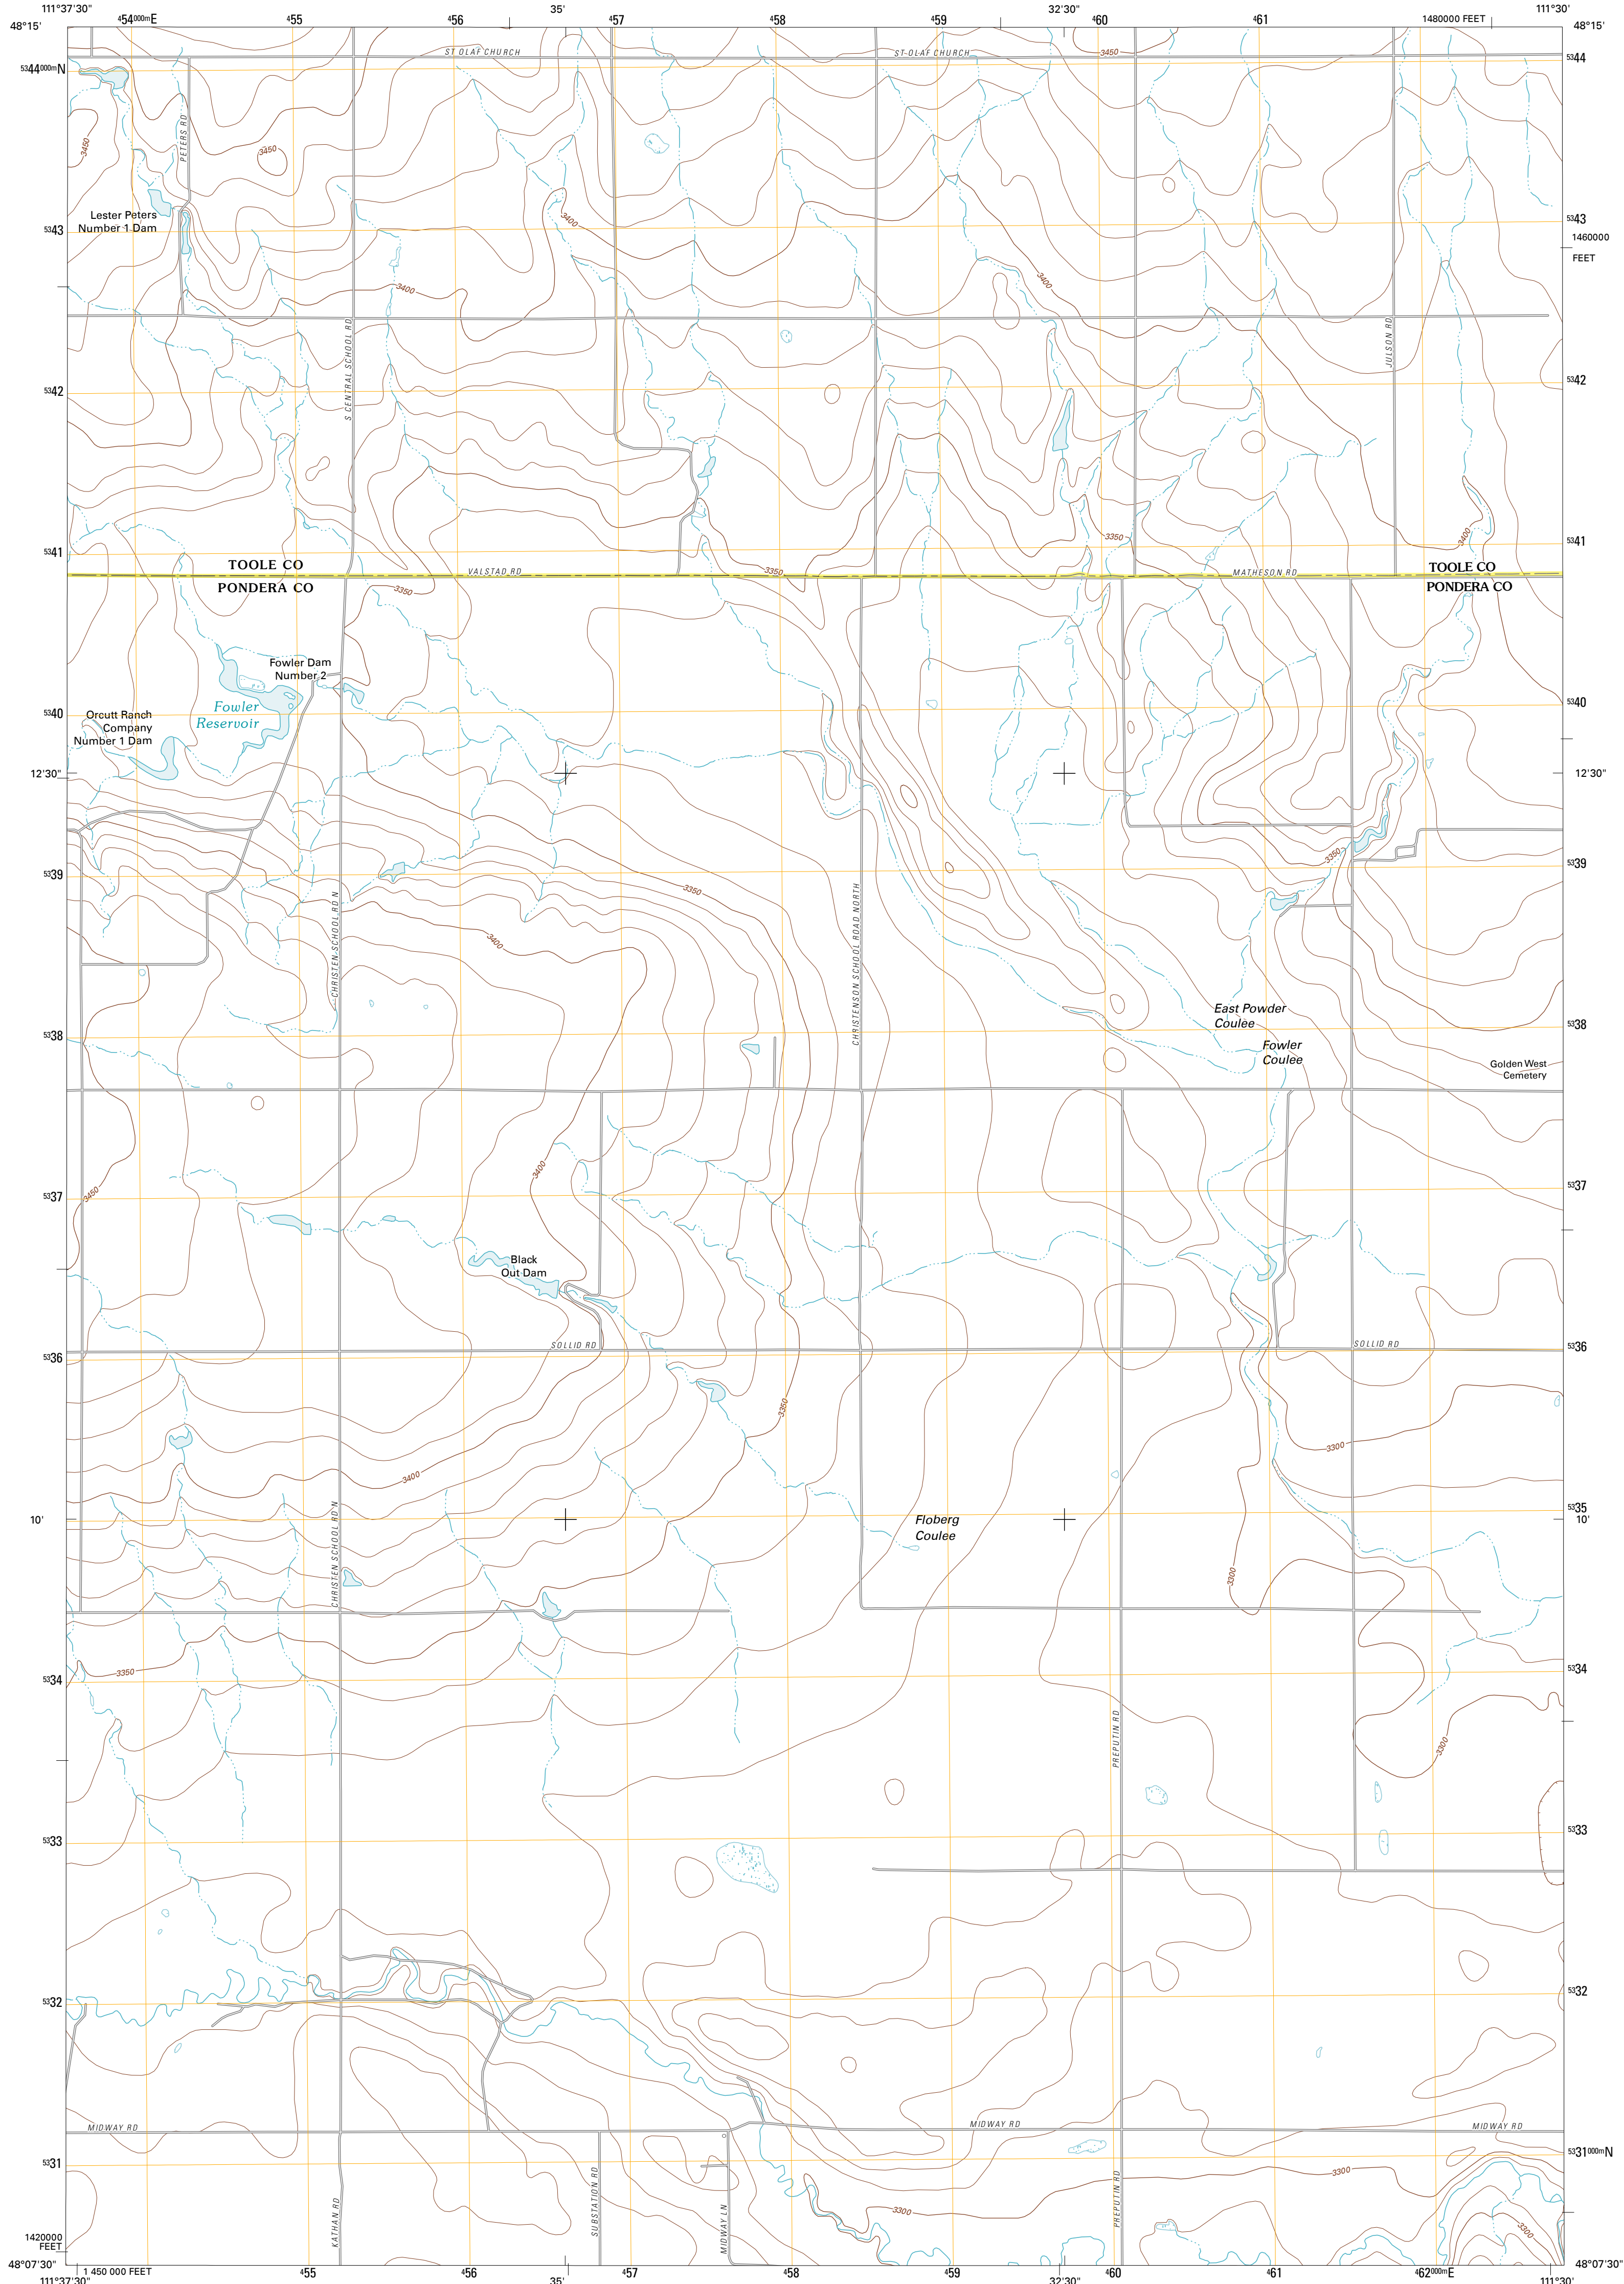 111°37'30"
⁴54⁰⁰⁰ᵐE
⁴55
⁴56
35'
⁴57
⁴58
⁴59
32'30"
⁴60
⁴61
1480000 FEET
111°30'
48°15'
48°15'
ST OLAF CHURCH
ST OLAF CHURCH
3450
⁵³44⁰⁰⁰ᵐN
⁵³44
PETERS RD
3450
3450
Lester Peters
Number 1 Dam
3400
⁵³43
⁵³43
1460000
FEET
3400
3400
S CENTRAL SCHOOL RD
JULSON RD
⁵³42
⁵³42
3400
3350
⁵³41
⁵³41
TOOLE CO
VALSTAD RD
3350
MATHESON RD
TOOLE CO
PONDERA CO
3350
PONDERA CO
Fowler Dam
Number 2
Fowler
Reservoir
Orcutt Ranch
Company
Number 1 Dam
⁵³40
⁵³40
12'30"
12'30"
3350
⁵³39
⁵³39
3350
CHRISTEN SCHOOL RD N
CHRISTENSON SCHOOL ROAD NORTH
3400
East Powder
Coulee
⁵³38
⁵³38
Fowler
Coulee
Golden West
Cemetery
3400
3450
⁵³37
⁵³37
Black
Out Dam
SOLLID RD
SOLLID RD
⁵³36
⁵³36
3350
3300
3400
CHRISTEN SCHOOL RD N
⁵³35
10'
10'
Floberg
Coulee
3300
3350
⁵³34
⁵³34
PREPUTIN RD
3300
⁵³33
⁵³33
⁵³32
⁵³32
MIDWAY RD
MIDWAY RD
MIDWAY RD
⁵³31
⁵³31⁰⁰⁰ᵐN
3300
KATHAN RD
SUBSTATION RD
MIDWAY LN
PREPUTIN RD
3300
3300
1420000
FEET
48°07'30"
48°07'30"
1 450 000 FEET
⁴55
⁴56
⁴57
⁴58
⁴59
⁴60
⁴61
⁴62⁰⁰⁰ᵐE
111°37'30"
35'
32'30"
111°30'